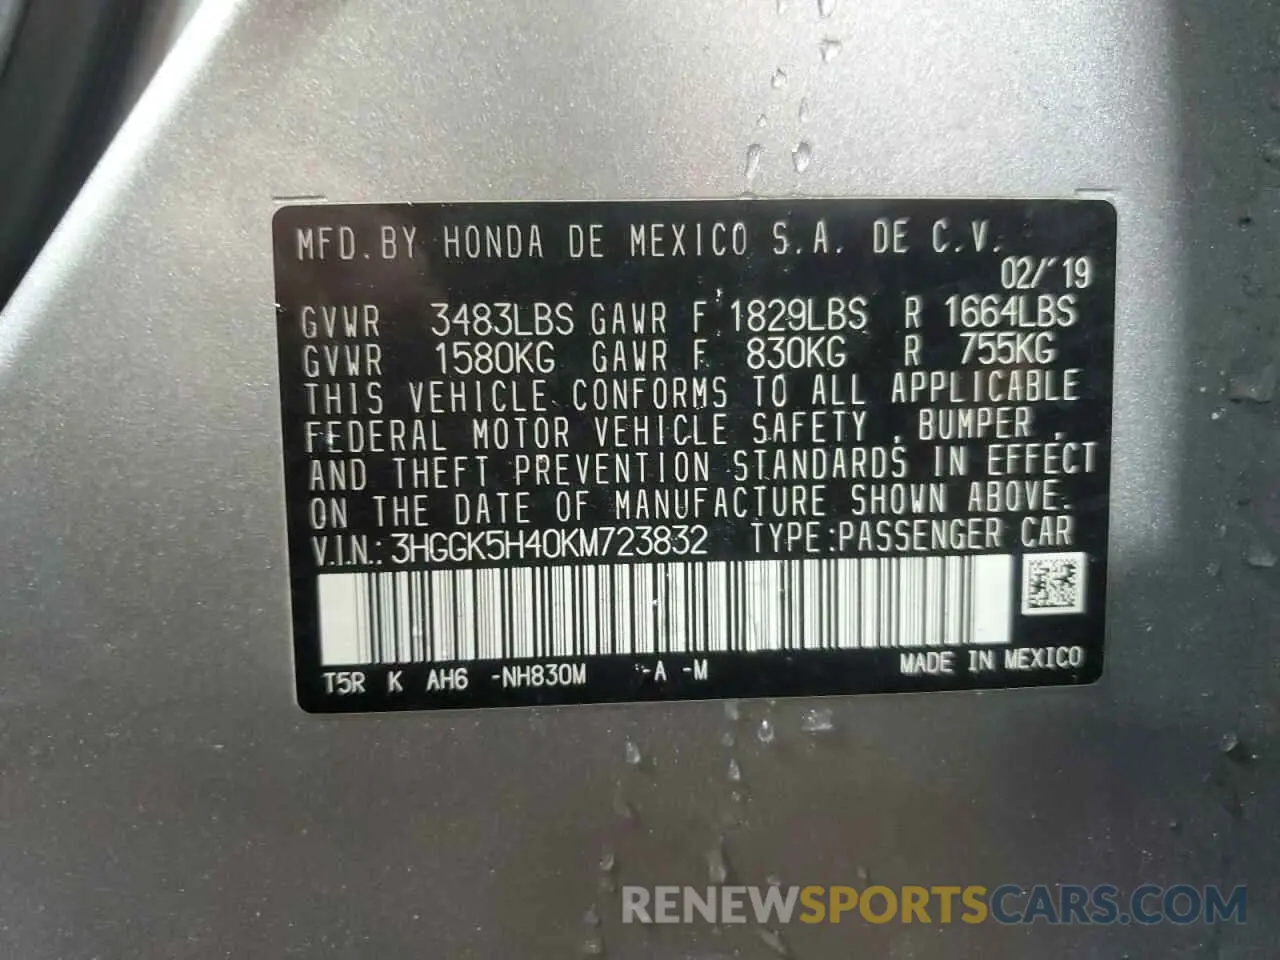 MFD.BY HONDA DE MEXICO S.A. DE C.V.
02/'19
GVWR 3483LBS GAWR F 1829LBS R 1664LBS
GVWR 1580KG GAWR F 830KG R 755KG
THIS VEHICLE CONFORMS TO ALL APPLICABLE
FEDERAL MOTOR VEHICLE SAFETY , BUMPER ,
AND THEFT PREVENTION STANDARDS IN EFFECT
ON THE DATE OF MANUFACTURE SHOWN ABOVE.
V.I.N.: 3HGGK5H40KM723832 TYPE:PASSENGER CAR
T5R K AH6 -NH830M -A -M MADE IN MEXICO
RENEWSPORTSCARS.COM